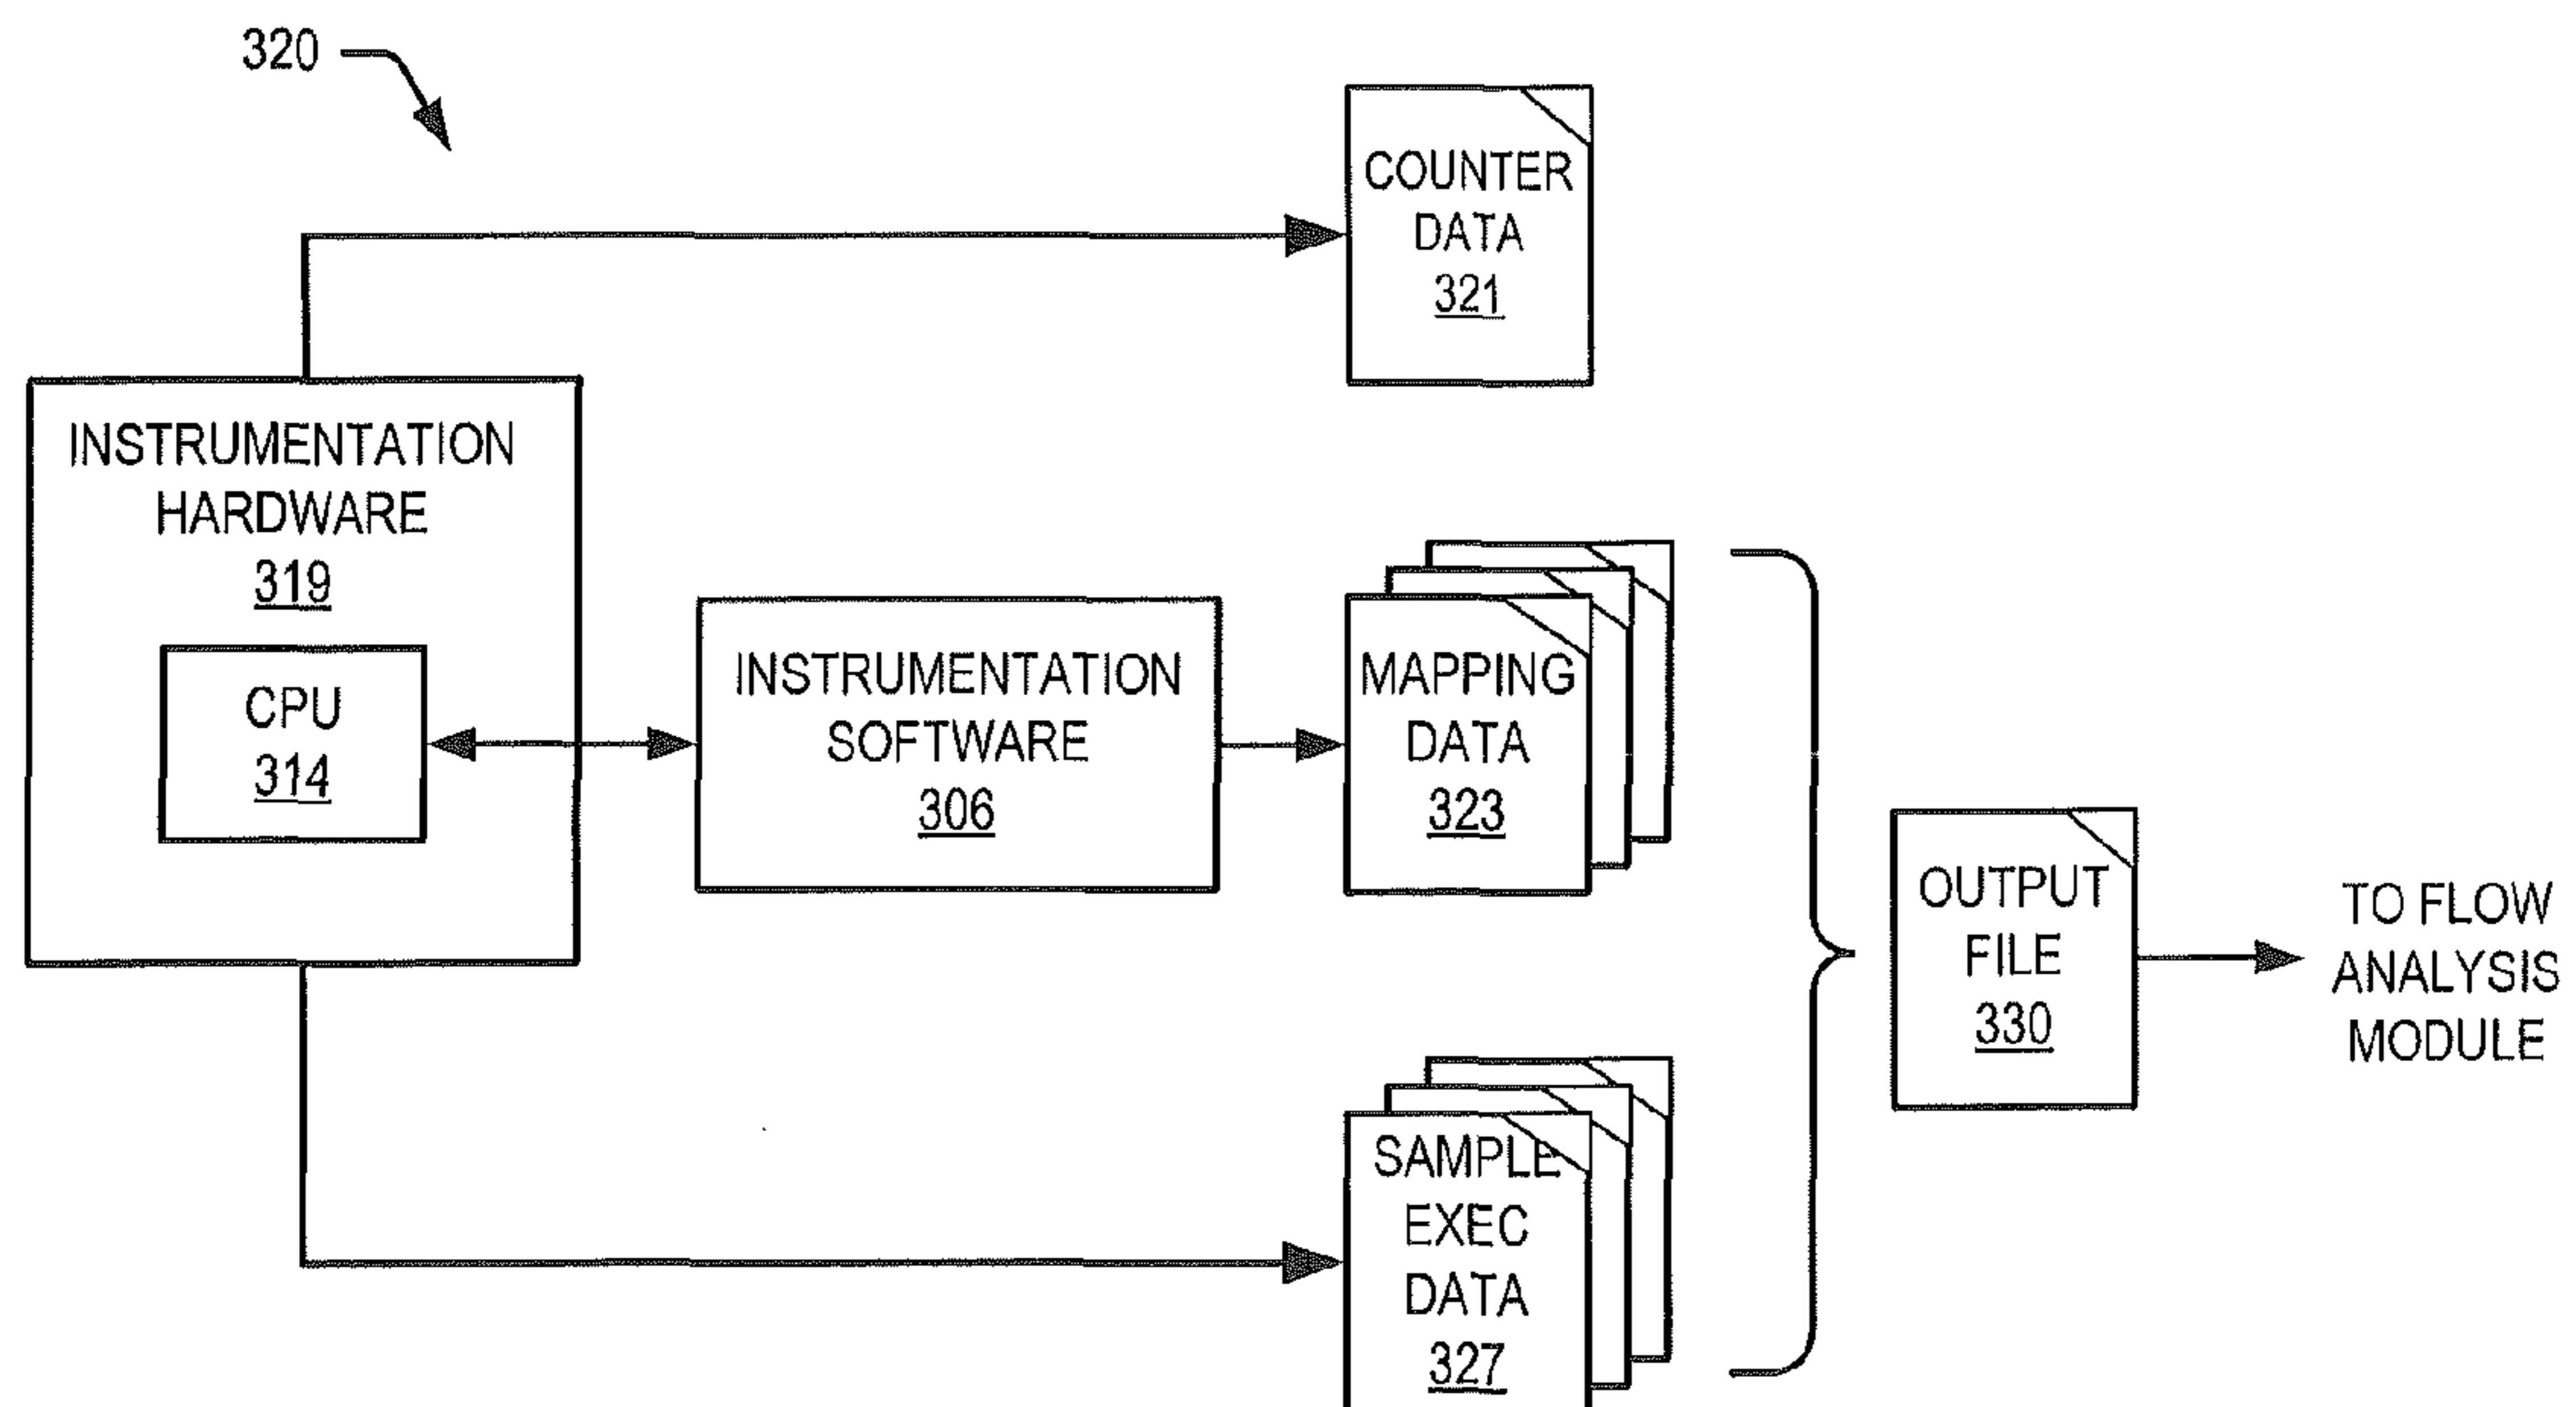 320
COUNTER
DATA
321
INSTRUMENTATION
HARDWARE
319
CPU
314
INSTRUMENTATION
SOFTWARE
306
MAPPING
DATA
323
SAMPLE
EXEC
DATA
327
OUTPUT
FILE
330
TO FLOW
ANALYSIS
MODULE